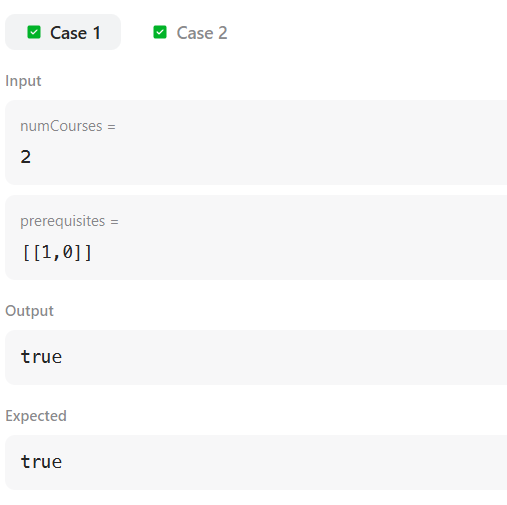 Case 1 Case 2
Input
numCourses =
2
prerequisites =
[[1,0]]
Output
true
Expected
true